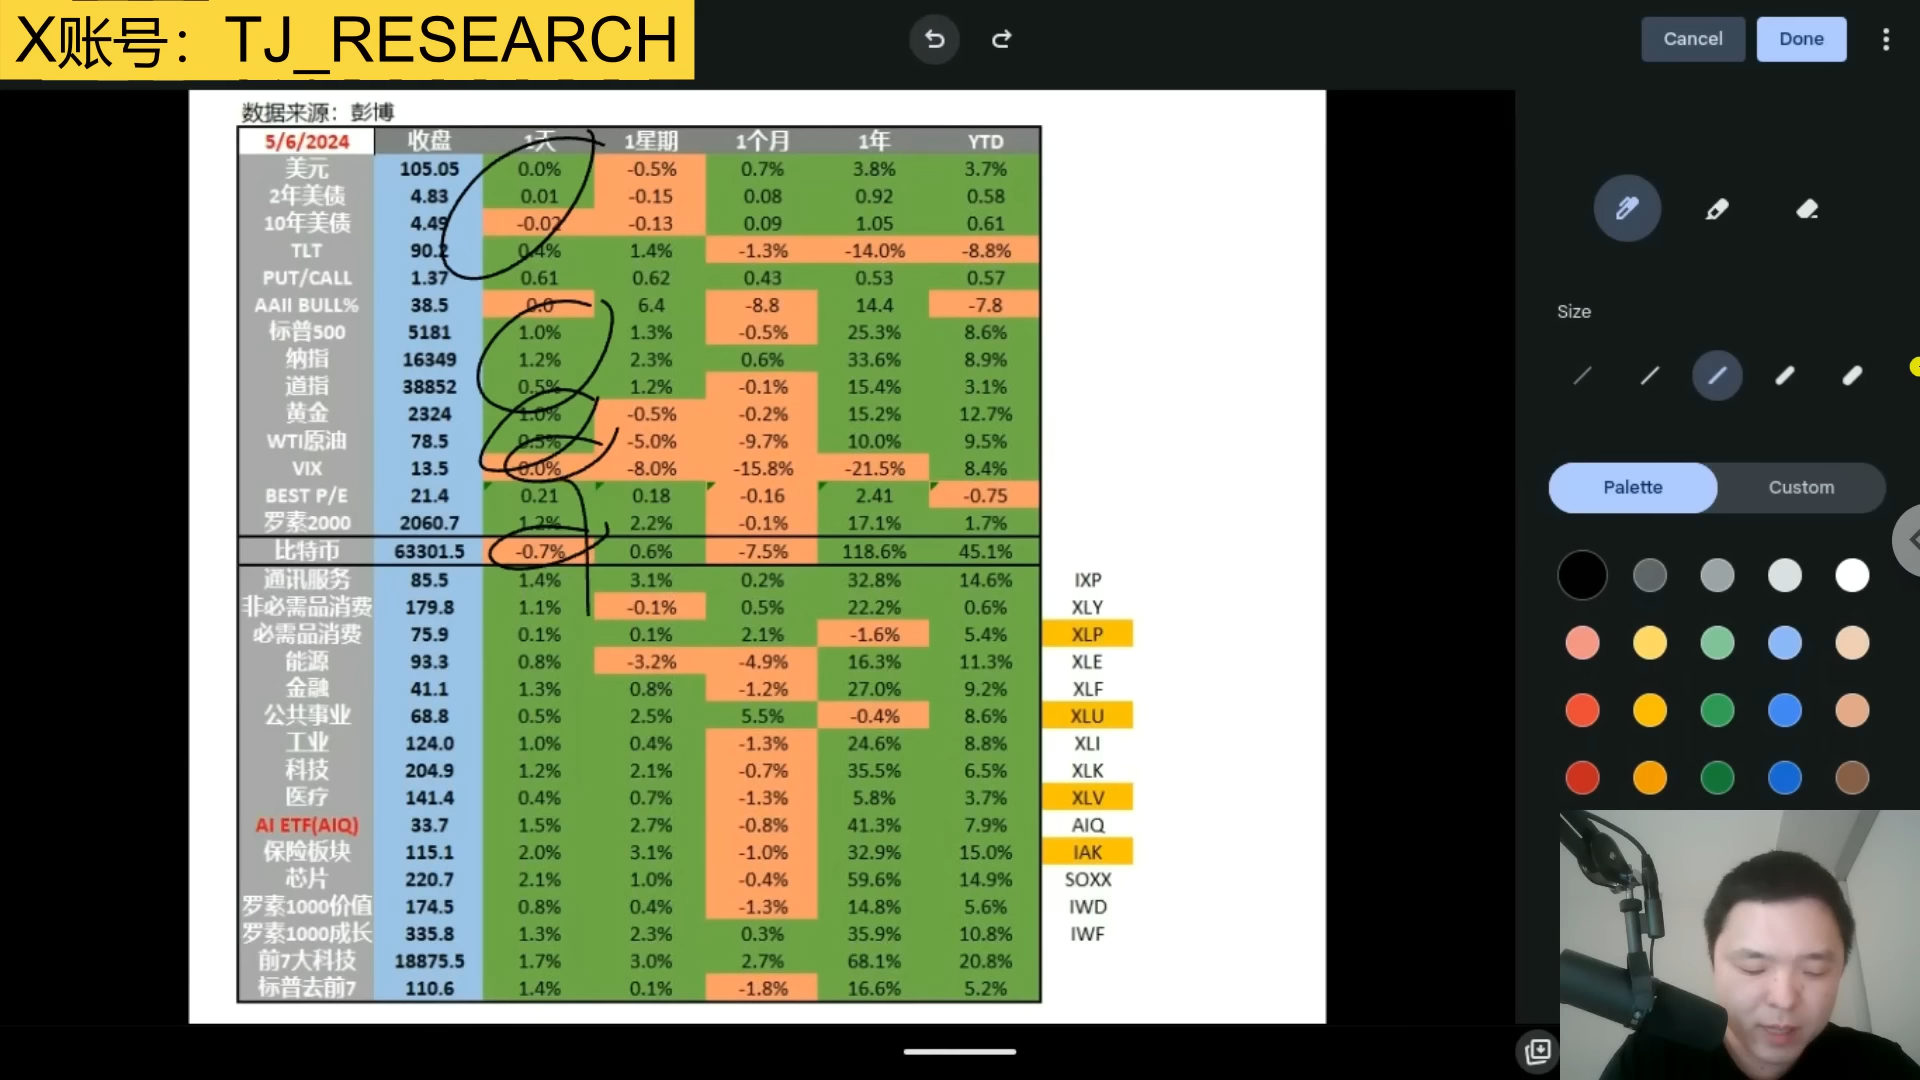 X账号：TJ_RESEARCH
Cancel
Done
数据来源：彭博
5/6/2024 收盘 1天 1星期 1个月 1年 YTD
美元 105.05 0.0% -0.5% 0.7% 3.8% 3.7%
2年美债 4.83 0.01 -0.15 0.08 0.92 0.58
10年美债 4.49 -0.02 -0.13 0.09 1.05 0.61
TLT 90.2 0.4% 1.4% -1.3% -14.0% -8.8%
PUT/CALL 1.37 0.61 0.62 0.43 0.53 0.57
AAII BULL% 38.5 0.0 6.4 -8.8 14.4 -7.8
标普500 5181 1.0% 1.3% -0.5% 25.3% 8.6%
纳指 16349 1.2% 2.3% 0.6% 33.6% 8.9%
道指 38852 0.5% 1.2% -0.1% 15.4% 3.1%
黄金 2324 1.0% -0.5% -0.2% 15.2% 12.7%
WTI原油 78.5 0.5% -5.0% -9.7% 10.0% 9.5%
VIX 13.5 0.0% -8.0% -15.8% -21.5% 8.4%
BEST P/E 21.4 0.21 0.18 -0.16 2.41 -0.75
罗素2000 2060.7 1.2% 2.2% -0.1% 17.1% 1.7%
比特币 63301.5 -0.7% 0.6% -7.5% 118.6% 45.1%
通讯服务 85.5 1.4% 3.1% 0.2% 32.8% 14.6% IXP
非必需品消费 179.8 1.1% -0.1% 0.5% 22.2% 0.6% XLY
必需品消费 75.9 0.1% 0.1% 2.1% -1.6% 5.4% XLP
能源 93.3 0.8% -3.2% -4.9% 16.3% 11.3% XLE
金融 41.1 1.3% 0.8% -1.2% 27.0% 9.2% XLF
公共事业 68.8 0.5% 2.5% 5.5% -0.4% 8.6% XLU
工业 124.0 1.0% 0.4% -1.3% 24.6% 8.8% XLI
科技 204.9 1.2% 2.1% -0.7% 35.5% 6.5% XLK
医疗 141.4 0.4% 0.7% -1.3% 5.8% 3.7% XLV
AI ETF(AIQ) 33.7 1.5% 2.7% -0.8% 41.3% 7.9% AIQ
保险板块 115.1 2.0% 3.1% -1.0% 32.9% 15.0% IAK
芯片 220.7 2.1% 1.0% -0.4% 59.6% 14.9% SOXX
罗素1000价值 174.5 0.8% 0.4% -1.3% 14.8% 5.6% IWD
罗素1000成长 335.8 1.3% 2.3% 0.3% 35.9% 10.8% IWF
前7大科技 18875.5 1.7% 3.0% 2.7% 68.1% 20.8%
标普去前7 110.6 1.4% 0.1% -1.8% 16.6% 5.2%
Size
Palette
Custom